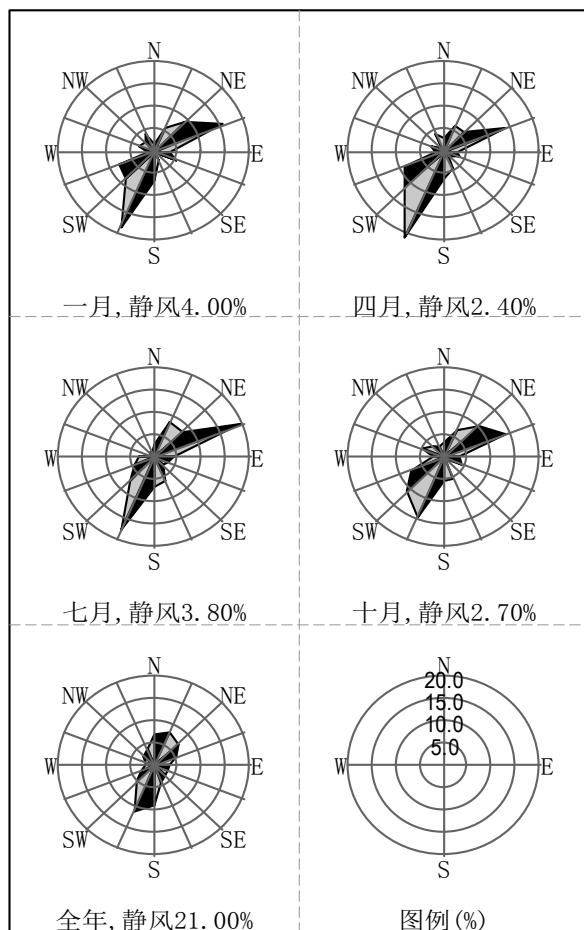 N
NW NE
W E
SW SE
S
一月,静风4.00%
N
NW NE
W E
SW SE
S
四月,静风2.40%
N
NW NE
W E
SW SE
S
七月,静风3.80%
N
NW NE
W E
SW SE
S
十月,静风2.70%
N
NW NE
W E
SW SE
S
全年,静风21.00%
N
20.0
15.0
10.0
5.0
W E
S
图例(%)